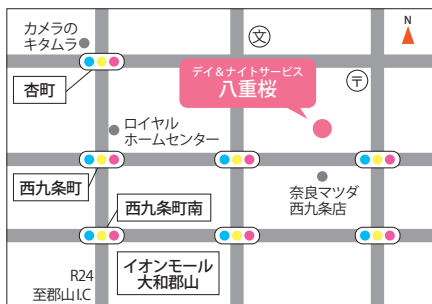 カメラの
キタムラ
文
N
デイ&ナイトサービス
八重桜
〒
杏町
ロイヤル
ホームセンター
西九条町
奈良マツダ
西九条店
西九条町南
イオンモール
大和郡山
R24
至郡山I.C